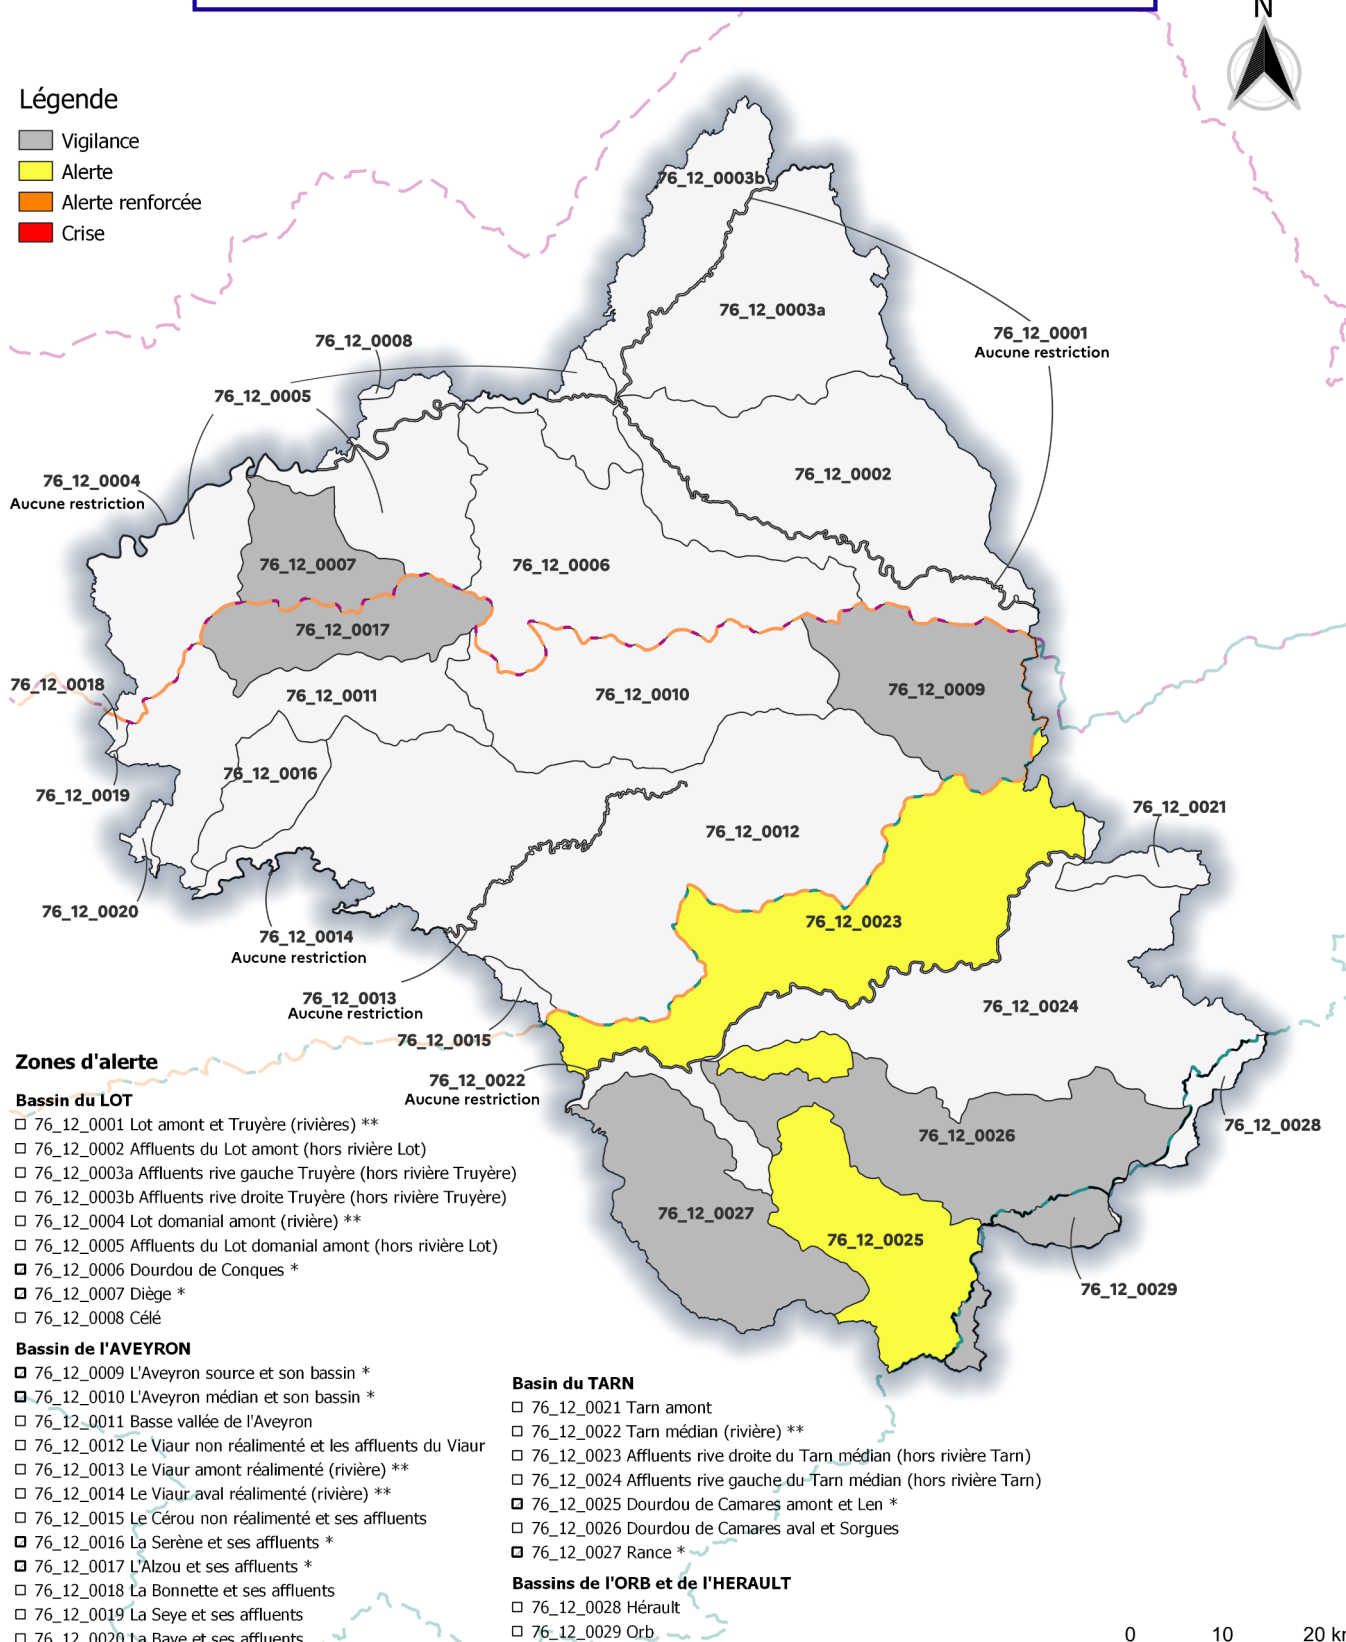 N
Légende
Vigilance
Alerte
Alerte renforcée
Crise
76_12_0003b
76_12_0003a
76_12_0001
Aucune restriction
76_12_0008
76_12_0005
76_12_0002
76_12_0004
Aucune restriction
76_12_0007
76_12_0006
76_12_0017
76_12_0018
76_12_0011
76_12_0010
76_12_0009
76_12_0016
76_12_0019
76_12_0012
76_12_0021
76_12_0020
76_12_0023
76_12_0014
Aucune restriction
76_12_0013
Aucune restriction
76_12_0024
76_12_0015
76_12_0022
Aucune restriction
76_12_0026
76_12_0028
76_12_0027
76_12_0025
76_12_0029
Zones d'alerte
Bassin du LOT
76_12_0001 Lot amont et Truyère (rivières) **
76_12_0002 Affluents du Lot amont (hors rivière Lot)
76_12_0003a Affluents rive gauche Truyère (hors rivière Truyère)
76_12_0003b Affluents rive droite Truyère (hors rivière Truyère)
76_12_0004 Lot domanial amont (rivière) **
76_12_0005 Affluents du Lot domanial amont (hors rivière Lot)
76_12_0006 Dourdou de Conques *
76_12_0007 Diège *
76_12_0008 Célé
Bassin de l'AVEYRON
76_12_0009 L'Aveyron source et son bassin *
76_12_0010 L'Aveyron médian et son bassin *
76_12_0011 Basse vallée de l'Aveyron
76_12_0012 Le Viaur non réalimenté et les affluents du Viaur
76_12_0013 Le Viaur amont réalimenté (rivière) **
76_12_0014 Le Viaur aval réalimenté (rivière) **
76_12_0015 Le Cérou non réalimenté et ses affluents
76_12_0016 La Serène et ses affluents *
76_12_0017 L'Alzou et ses affluents *
76_12_0018 La Bonnette et ses affluents
76_12_0019 La Seye et ses affluents
76_12_0020 La Baye et ses affluents
Basin du TARN
76_12_0021 Tarn amont
76_12_0022 Tarn médian (rivière) **
76_12_0023 Affluents rive droite du Tarn médian (hors rivière Tarn)
76_12_0024 Affluents rive gauche du Tarn médian (hors rivière Tarn)
76_12_0025 Dourdou de Camares amont et Len *
76_12_0026 Dourdou de Camares aval et Sorgues
76_12_0027 Rance *
Bassins de l'ORB et de l'HERAULT
76_12_0028 Hérault
76_12_0029 Orb
0 10 20 km